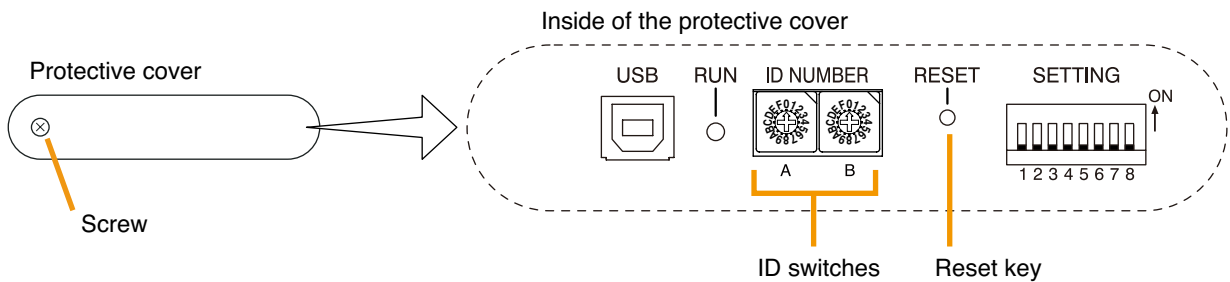 Inside of the protective cover
Protective cover
USB RUN ID NUMBER RESET SETTING
ON
0123456789ABCDEF 0123456789ABCDEF
A B
1 2 3 4 5 6 7 8
Screw
ID switches Reset key